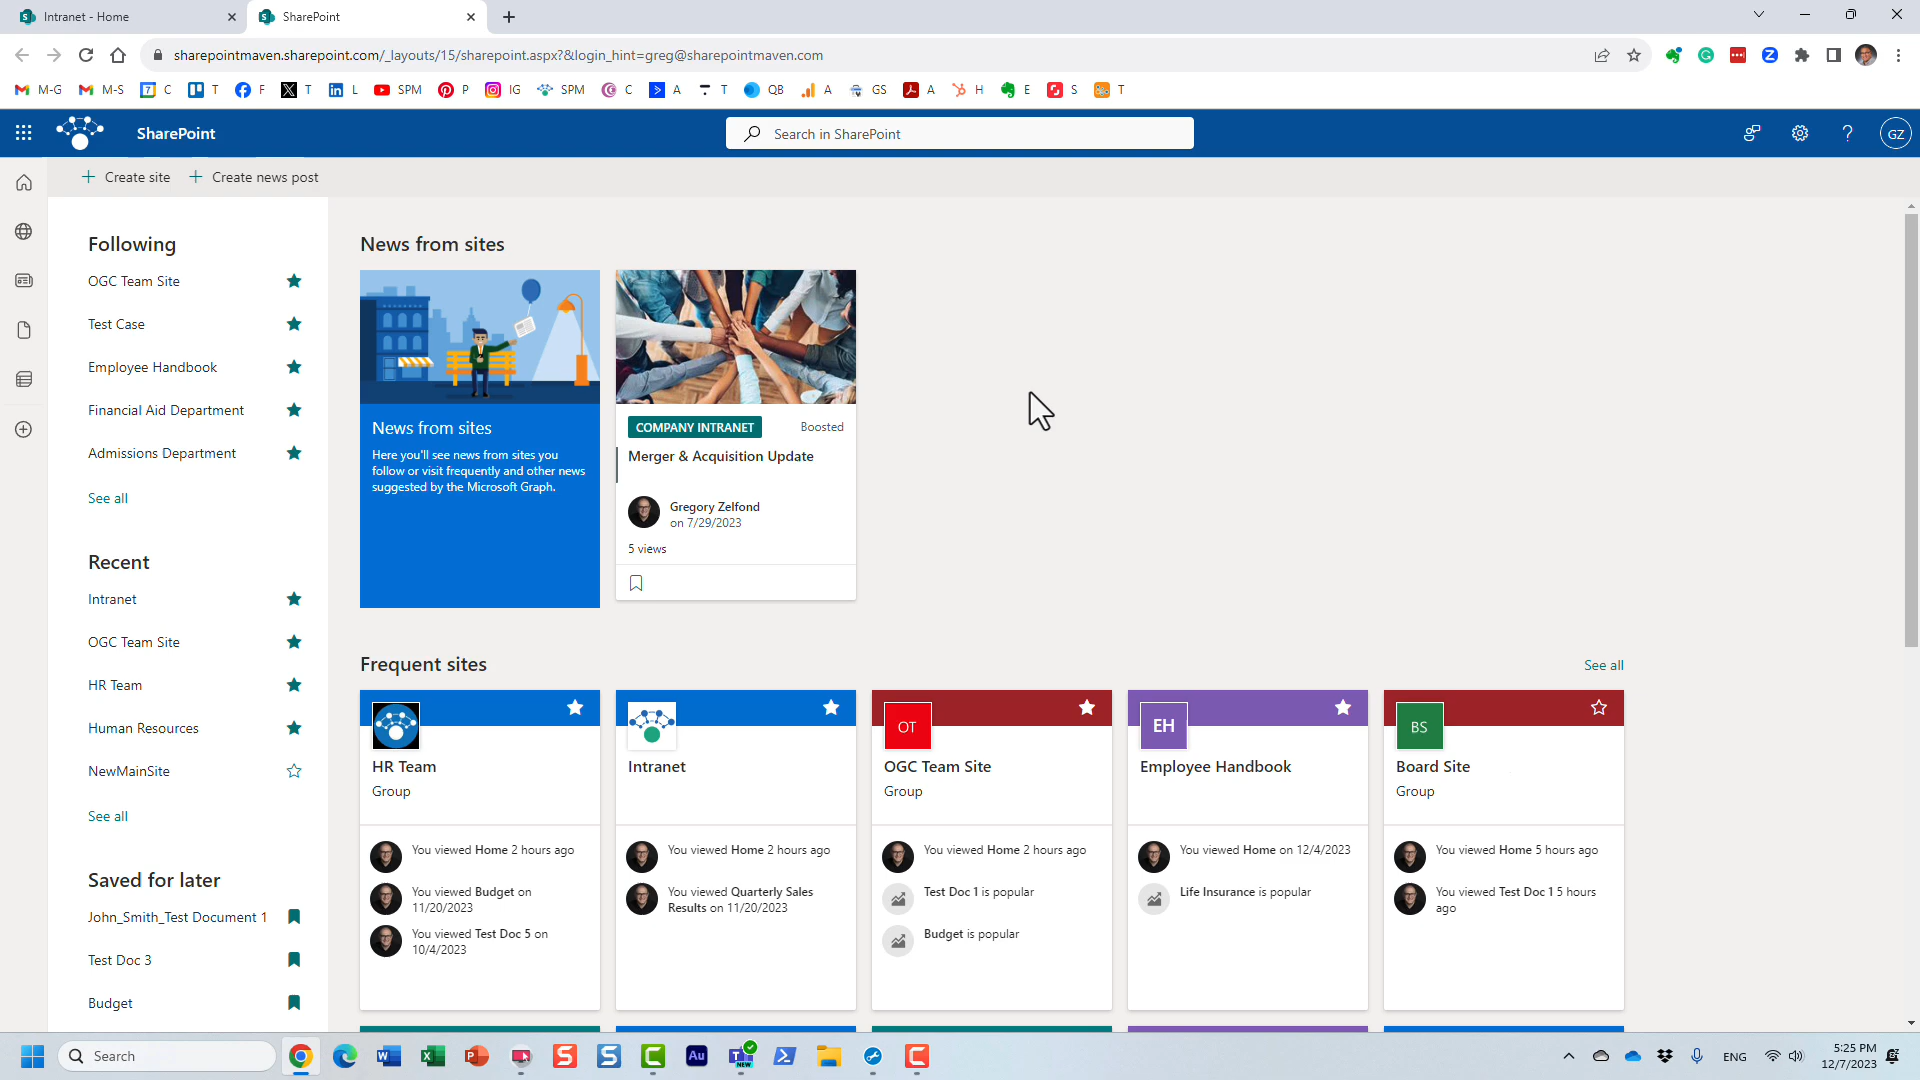 Intranet - Home
SharePoint
sharepointmaven.sharepoint.com/_layouts/15/sharepoint.aspx?&login_hint=greg@sharepointmaven.com
M-G
M-S
7
C
T
F
T
L
SPM
P
IG
SPM
C
A
T
QB
A
GS
A
H
E
S
T
SharePoint
Search in SharePoint
GZ
Create site
Create news post
Following
OGC Team Site
Test Case
Employee Handbook
Financial Aid Department
Admissions Department
See all
Recent
Intranet
OGC Team Site
HR Team
Human Resources
NewMainSite
See all
Saved for later
John_Smith_Test Document 1
Test Doc 3
Budget
News from sites
News from sites
Here you'll see news from sites you
follow or visit frequently and other news
suggested by the Microsoft Graph.
COMPANY INTRANET
Boosted
Merger & Acquisition Update
Gregory Zelfond
on 7/29/2023
5 views
Frequent sites
See all
HR Team
Group
You viewed Home 2 hours ago
You viewed Budget on
11/20/2023
You viewed Test Doc 5 on
10/4/2023
Intranet
You viewed Home 2 hours ago
You viewed Quarterly Sales
Results on 11/20/2023
OT
OGC Team Site
Group
You viewed Home 2 hours ago
Test Doc 1 is popular
Budget is popular
EH
Employee Handbook
You viewed Home on 12/4/2023
Life Insurance is popular
BS
Board Site
Group
You viewed Home 5 hours ago
You viewed Test Doc 1 5 hours
ago
Search
Au
NEW
ENG
5:25 PM
12/7/2023